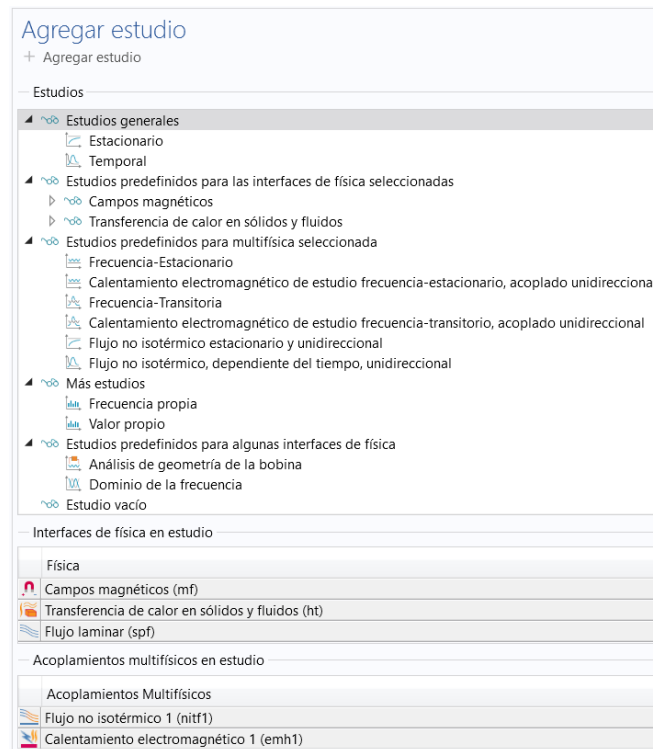 Agregar estudio
+ Agregar estudio
Estudios
Estudios generales
Estacionario
Temporal
Estudios predefinidos para las interfaces de física seleccionadas
Campos magnéticos
Transferencia de calor en sólidos y fluidos
Estudios predefinidos para multifísica seleccionada
Frecuencia-Estacionario
Calentamiento electromagnético de estudio frecuencia-estacionario, acoplado unidirecciona
Frecuencia-Transitoria
Calentamiento electromagnético de estudio frecuencia-transitorio, acoplado unidireccional
Flujo no isotérmico estacionario y unidireccional
Flujo no isotérmico, dependiente del tiempo, unidireccional
Más estudios
Frecuencia propia
Valor propio
Estudios predefinidos para algunas interfaces de física
Análisis de geometría de la bobina
Dominio de la frecuencia
Estudio vacío
Interfaces de física en estudio
Física
Campos magnéticos (mf)
Transferencia de calor en sólidos y fluidos (ht)
Flujo laminar (spf)
Acoplamientos multifísicos en estudio
Acoplamientos Multifísicos
Flujo no isotérmico 1 (nitf1)
Calentamiento electromagnético 1 (emh1)